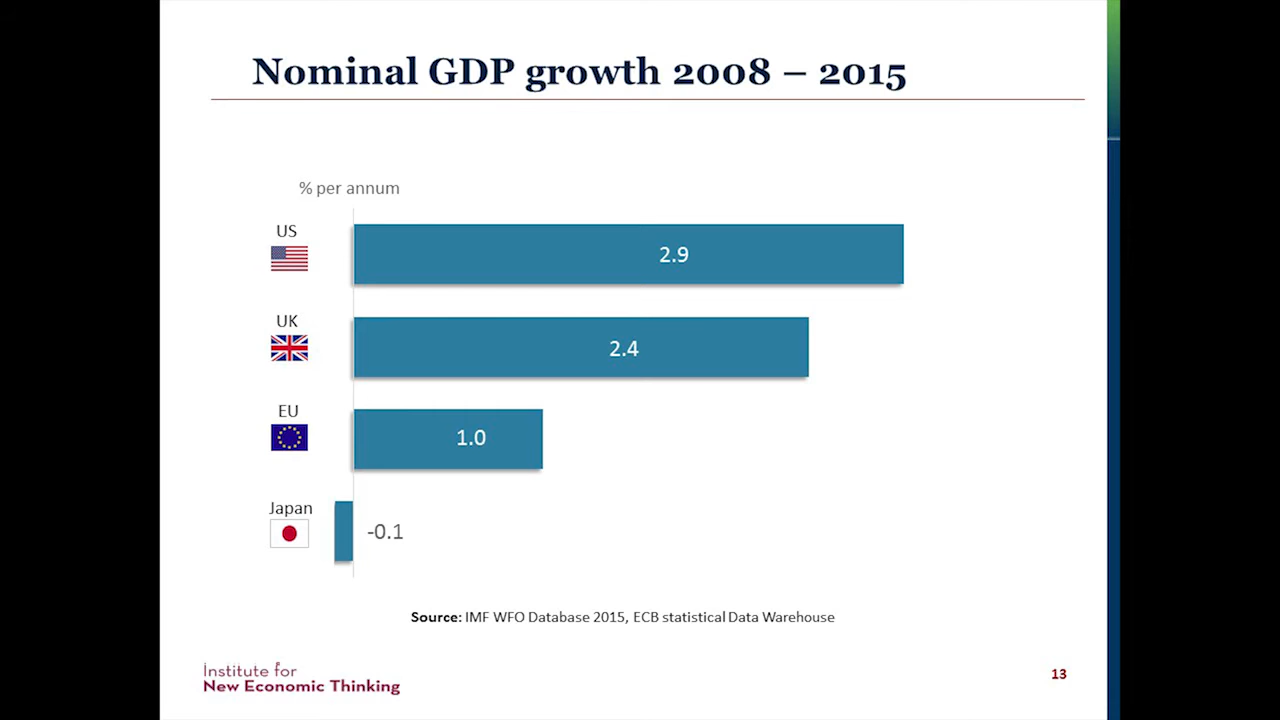 Nominal GDP growth 2008 – 2015
% per annum
US
2.9
UK
2.4
EU
1.0
Japan
-0.1
Source: IMF WFO Database 2015, ECB statistical Data Warehouse
Institute for
New Economic Thinking
13